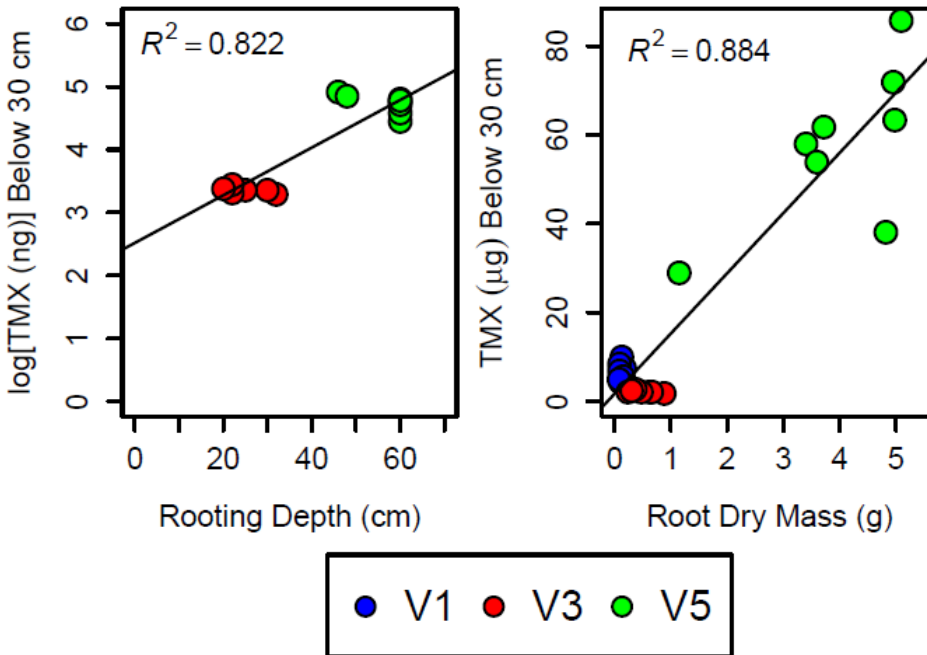 log[TMX (ng)] Below 30 cm
6
5
4
3
2
1
0
R² = 0.822
0 20 40 60
Rooting Depth (cm)
TMX (μg) Below 30 cm
80
60
40
20
0
R² = 0.884
0 1 3 4 5
Root Dry Mass (g)
V1 V3 V5